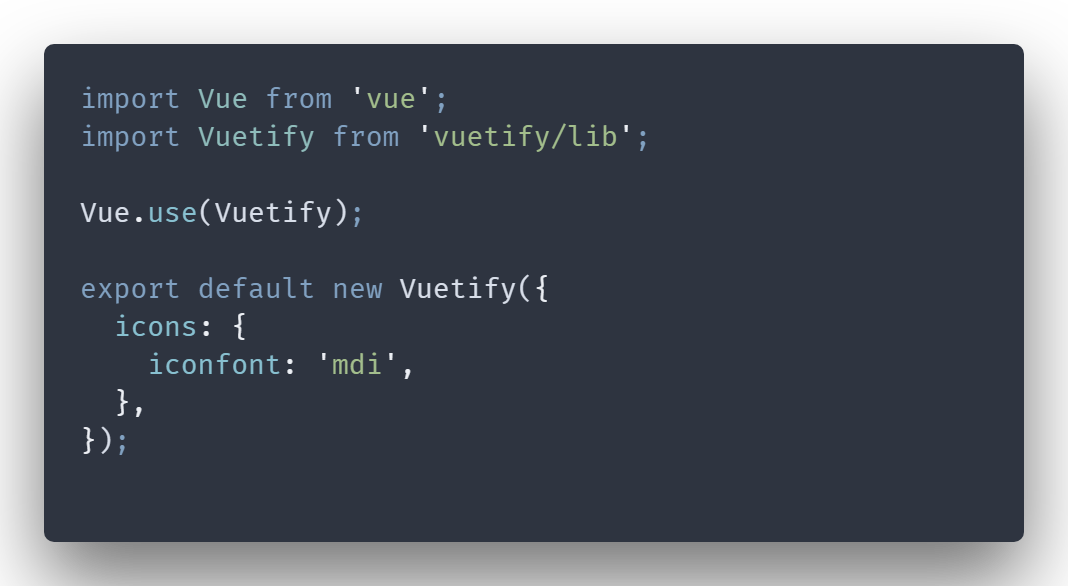 import Vue from 'vue';
import Vuetify from 'vuetify/lib';

Vue.use(Vuetify);

export default new Vuetify({
  icons: {
    iconfont: 'mdi',
  },
});